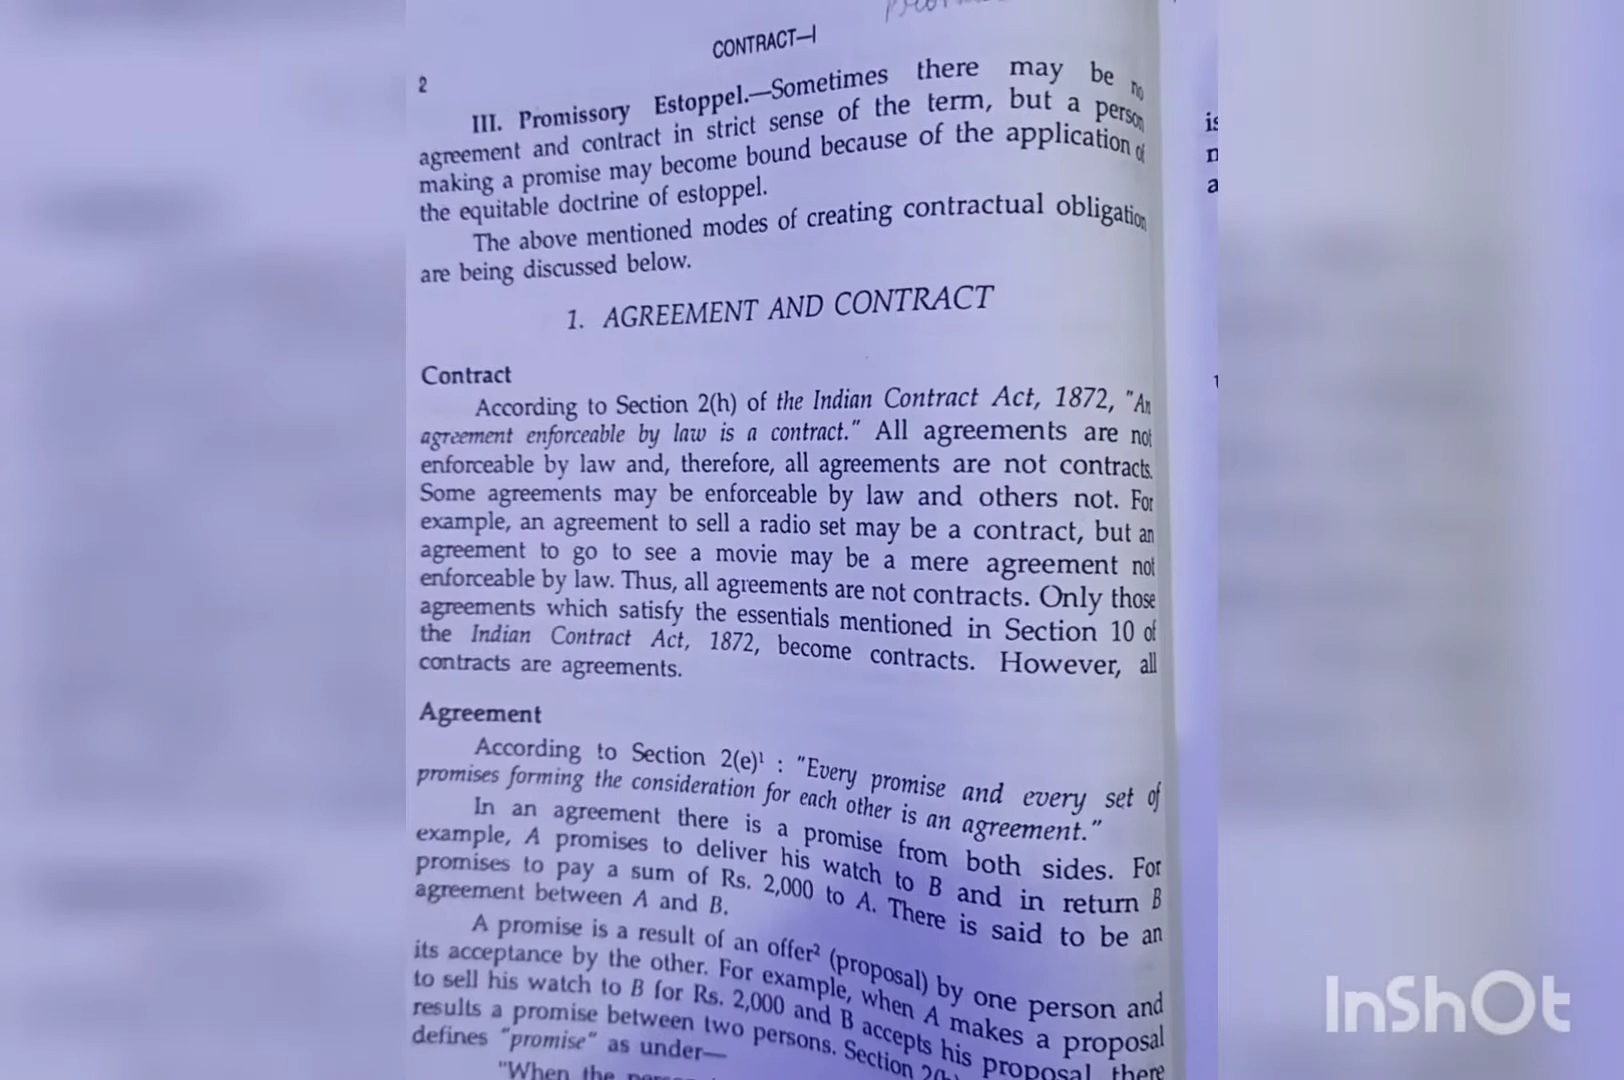 CONTRACT—I
2
III. Promissory Estoppel.—Sometimes there may be no
agreement and contract in strict sense of the term, but a person
making a promise may become bound because of the application of
the equitable doctrine of estoppel.
The above mentioned modes of creating contractual obligation
are being discussed below.
1. AGREEMENT AND CONTRACT
Contract
According to Section 2(h) of the Indian Contract Act, 1872, "An
agreement enforceable by law is a contract." All agreements are not
enforceable by law and, therefore, all agreements are not contracts.
Some agreements may be enforceable by law and others not. For
example, an agreement to sell a radio set may be a contract, but an
agreement to go to see a movie may be a mere agreement not
enforceable by law. Thus, all agreements are not contracts. Only those
agreements which satisfy the essentials mentioned in Section 10 of
the Indian Contract Act, 1872, become contracts. However, all
contracts are agreements.
Agreement
According to Section 2(e)¹ : "Every promise and every set of
promises forming the consideration for each other is an agreement."
In an agreement there is a promise from both sides. For
example, A promises to deliver his watch to B and in return B
promises to pay a sum of Rs. 2,000 to A. There is said to be an
agreement between A and B.
A promise is a result of an offer² (proposal) by one person and
its acceptance by the other. For example, when A makes a proposal
to sell his watch to B for Rs. 2,000 and B accepts his proposal, there
results a promise between two persons. Section
defines "promise" as under—
"When the
InShOt